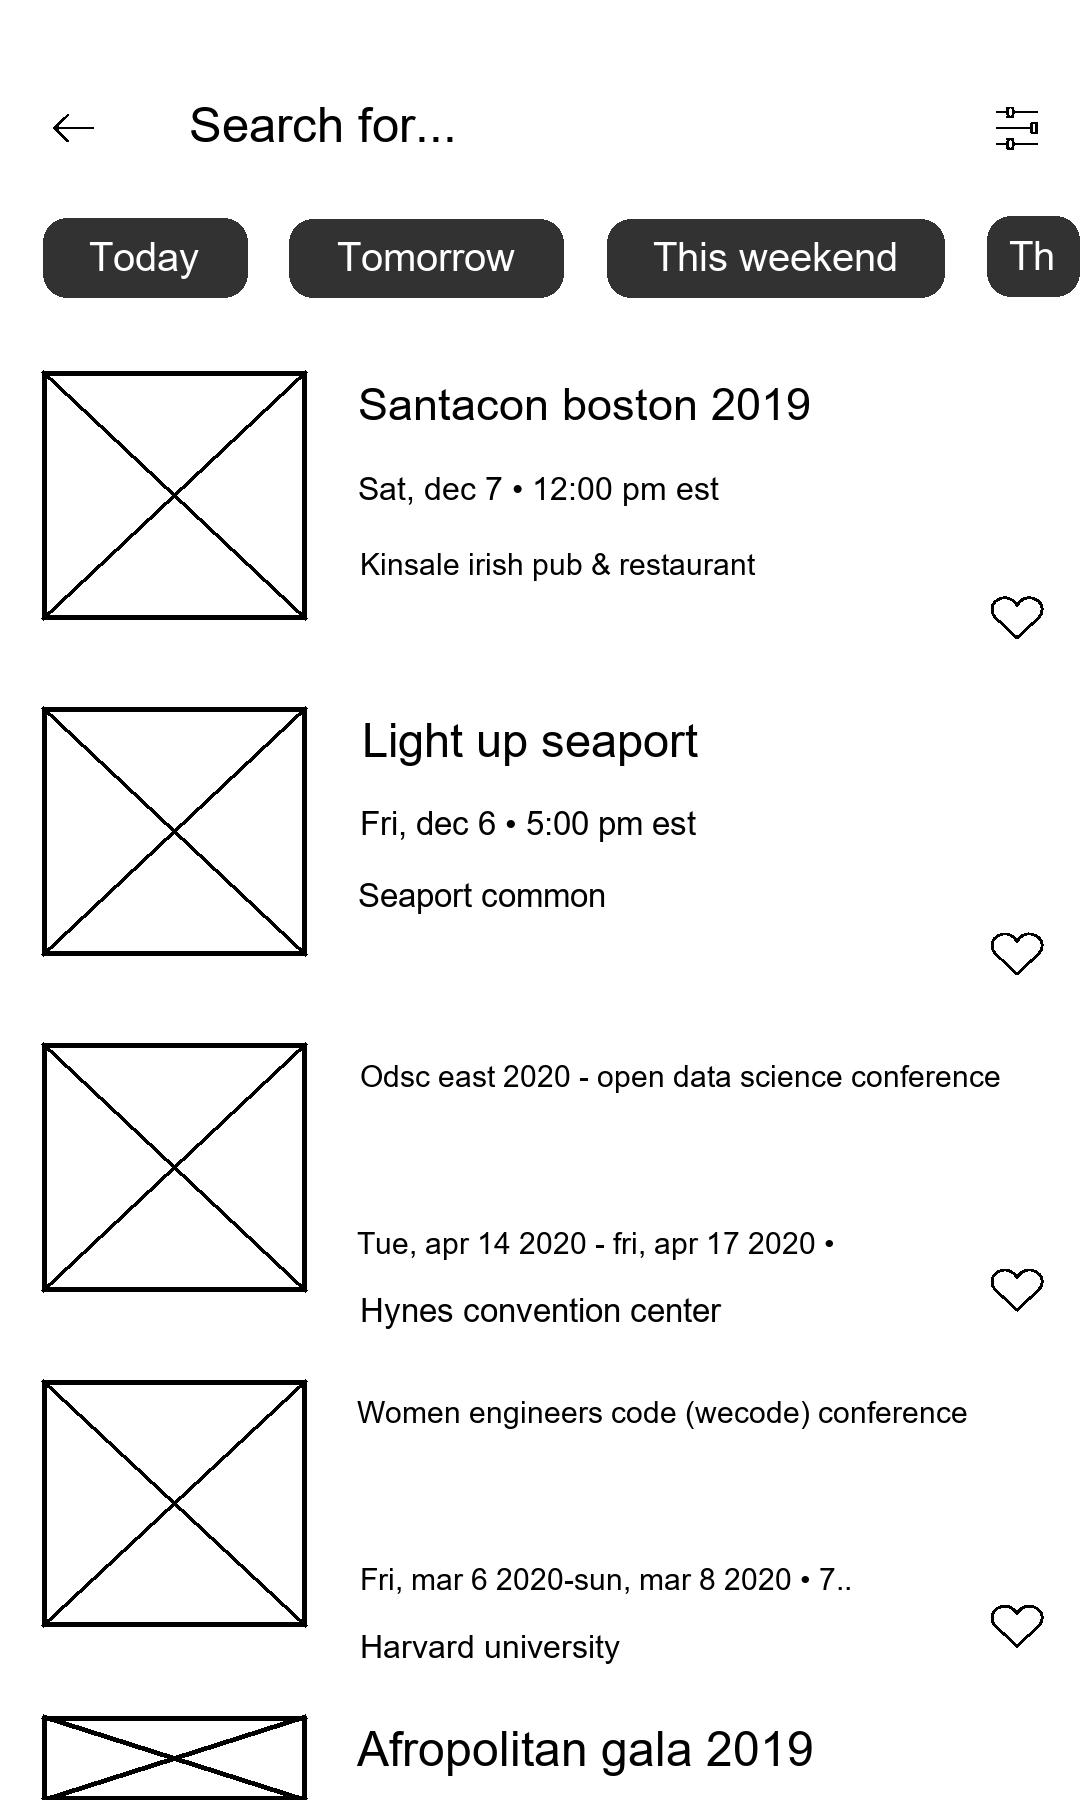 Search for...
Today
Tomorrow
This weekend
Th
Santacon boston 2019
Sat, dec 7 • 12:00 pm est
Kinsale irish pub & restaurant
Light up seaport
Fri, dec 6 • 5:00 pm est
Seaport common
Odsc east 2020 - open data science conference
Tue, apr 14 2020 - fri, apr 17 2020 •
Hynes convention center
Women engineers code (wecode) conference
Fri, mar 6 2020-sun, mar 8 2020 • 7..
Harvard university
Afropolitan gala 2019